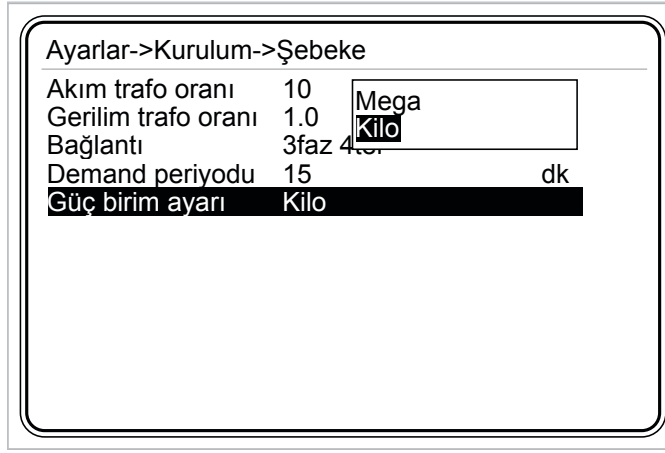 Ayarlar->Kurulum->Şebeke
Akım trafo oranı 10
Mega
Gerilim trafo oranı 1.0
Kilo
Bağlantı 3faz
Demand periyodu 15 dk
Güç birim ayarı Kilo